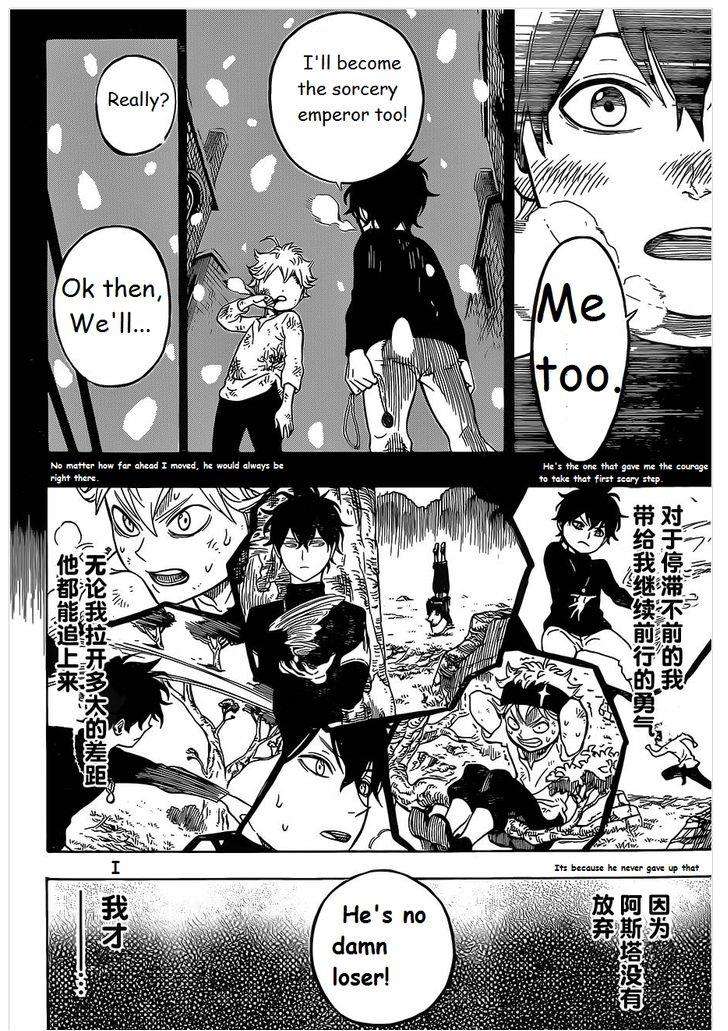 Me
too.
I'll become
the sorcery
emperor too!
Really?
Ok then,
We'll...
He's the one that gave me the courage
to take that first scary step.
No matter how far ahead I moved, he would always be
right there.
对于停滞不前的我
带给我继续前行的勇气
无论我拉开多大的差距
他都能追上来
Its because he never gave up that
I
因为
阿斯塔没有
放弃
He's no
damn
loser!
我才
………